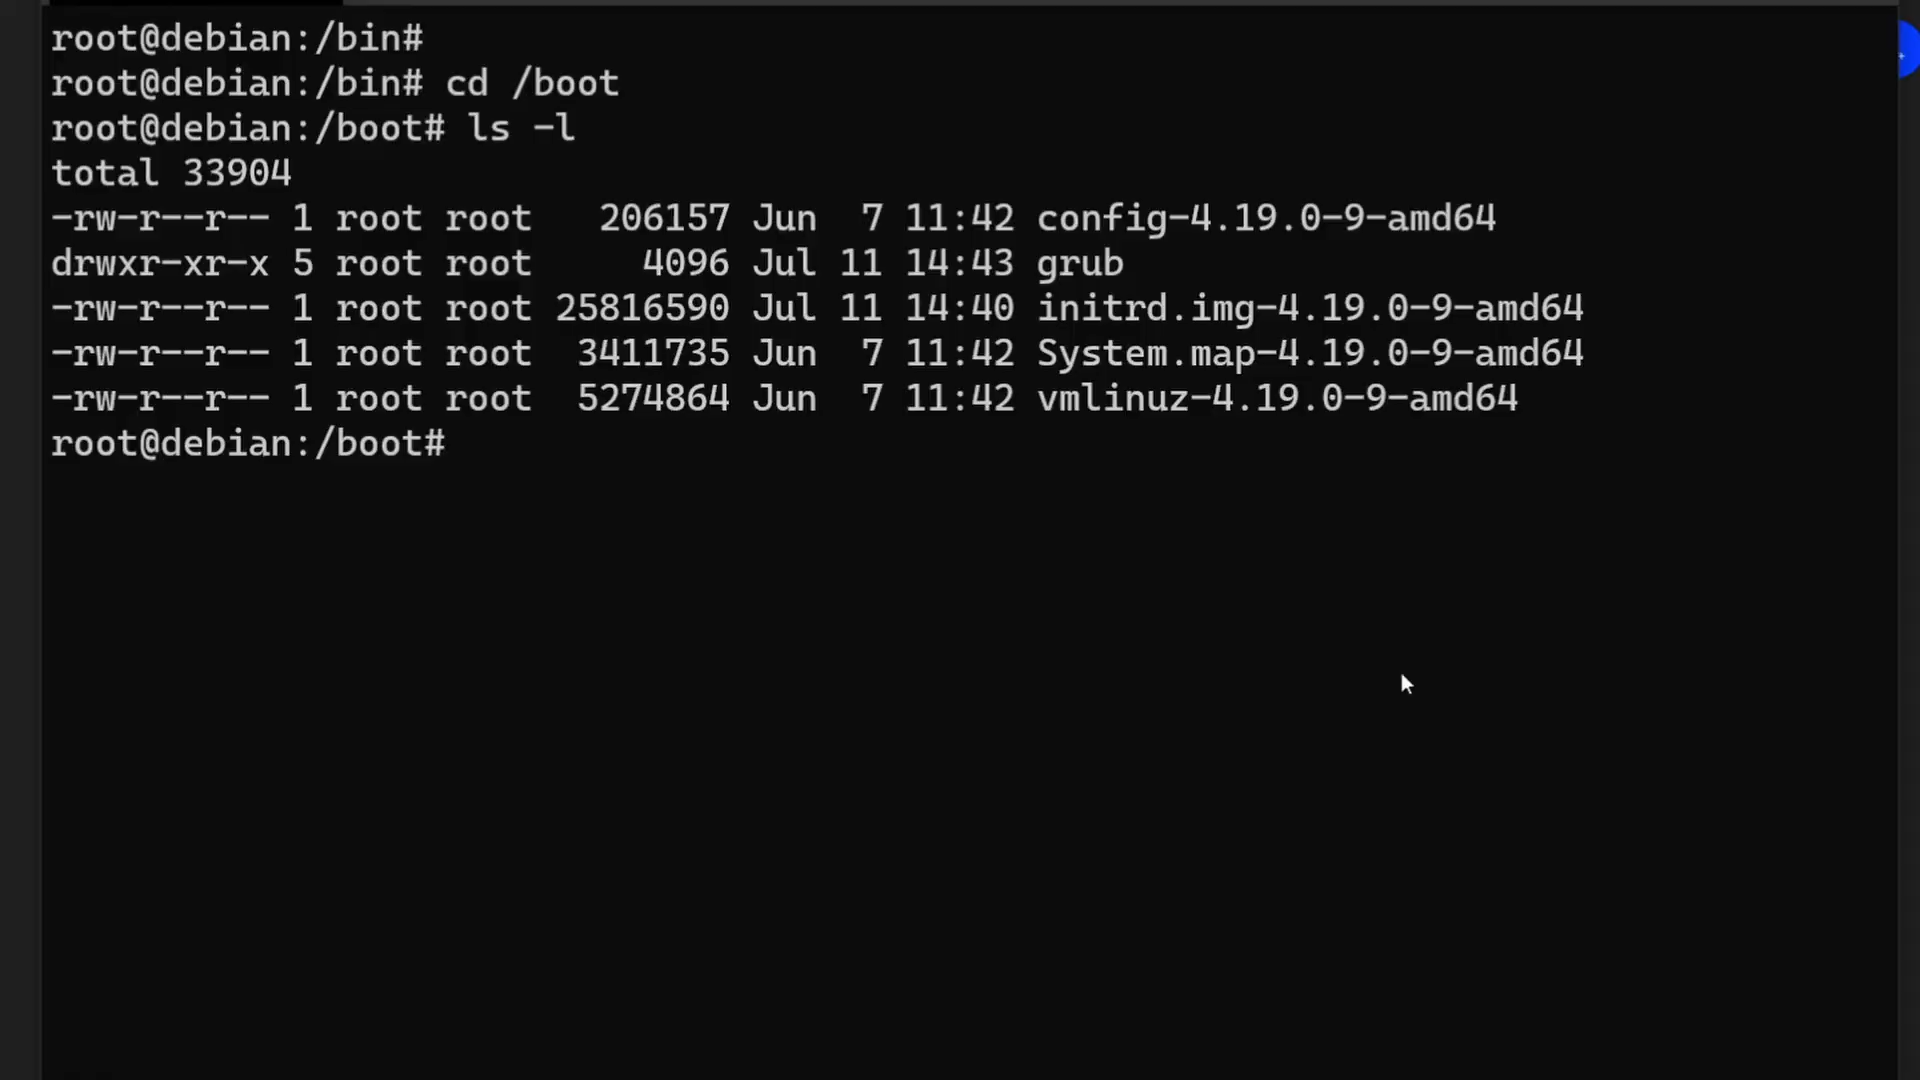 root@debian:/bin#
root@debian:/bin# cd /boot
root@debian:/boot# ls -l
total 33904
-rw-r--r-- 1 root root   206157 Jun  7 11:42 config-4.19.0-9-amd64
drwxr-xr-x 5 root root     4096 Jul 11 14:43 grub
-rw-r--r-- 1 root root 25816590 Jul 11 14:40 initrd.img-4.19.0-9-amd64
-rw-r--r-- 1 root root  3411735 Jun  7 11:42 System.map-4.19.0-9-amd64
-rw-r--r-- 1 root root  5274864 Jun  7 11:42 vmlinuz-4.19.0-9-amd64
root@debian:/boot#